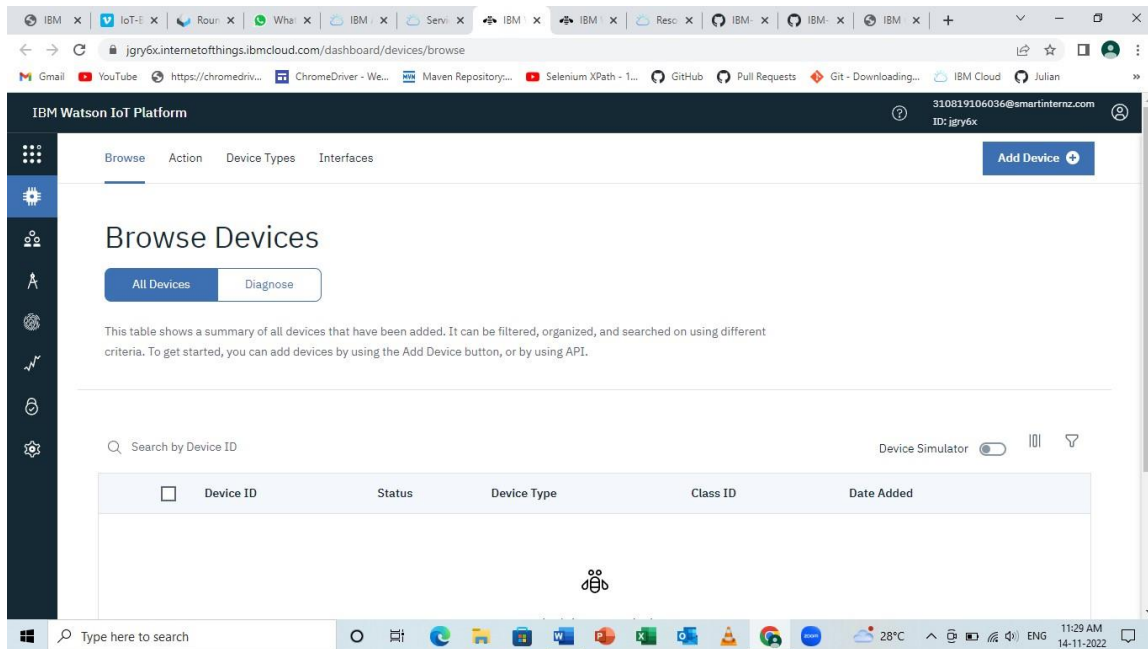 IBM
IoT-E
Roun
What
IBM
Servi
IBM
IBM
Reso
IBM-
IBM-
IBM
jgry6x.internetofthings.ibmcloud.com/dashboard/devices/browse
Gmail YouTube https://chromedriv... ChromeDriver - We... Maven Repository:... Selenium XPath - 1... GitHub Pull Requests Git - Downloading... IBM Cloud Julian »
IBM Watson IoT Platform
310819106036@smartinternz.com
ID: jgry6x
Browse Action Device Types Interfaces Add Device
Browse Devices
All Devices Diagnose
This table shows a summary of all devices that have been added. It can be filtered, organized, and searched on using different
criteria. To get started, you can add devices by using the Add Device button, or by using API.
Search by Device ID Device Simulator
Device ID Status Device Type Class ID Date Added
Type here to search 28°C ENG 11:29 AM
14-11-2022